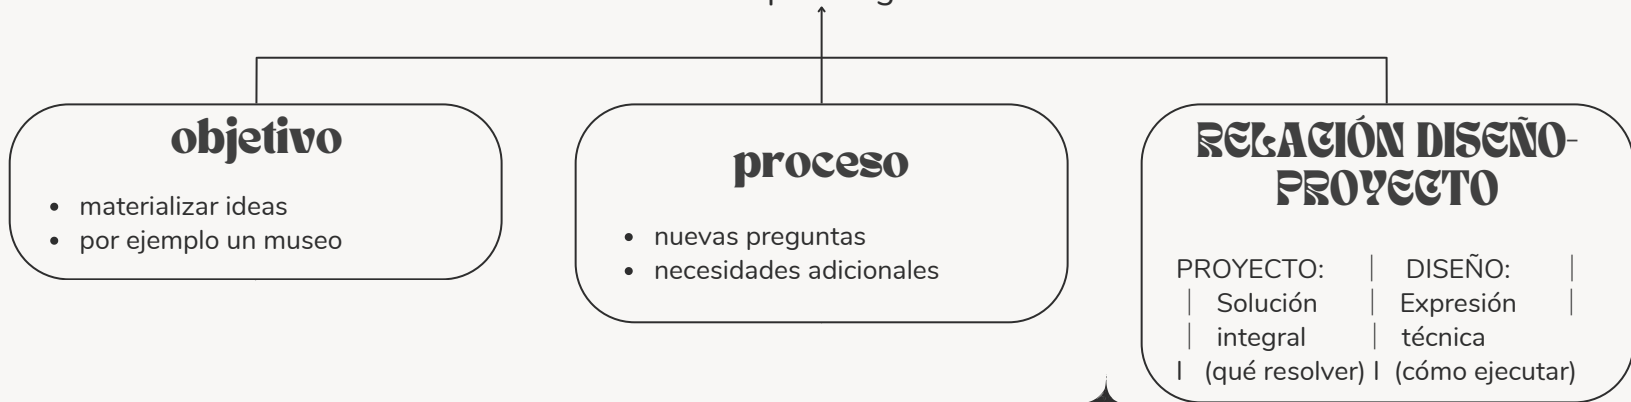 objetivo
materializar ideas
por ejemplo un museo
proceso
nuevas preguntas
necesidades adicionales
RELACIÓN DISEÑO-
PROYECTO
PROYECTO: | DISEÑO: |
| Solución | Expresión |
| integral | técnica
| (qué resolver) | (cómo ejecutar)